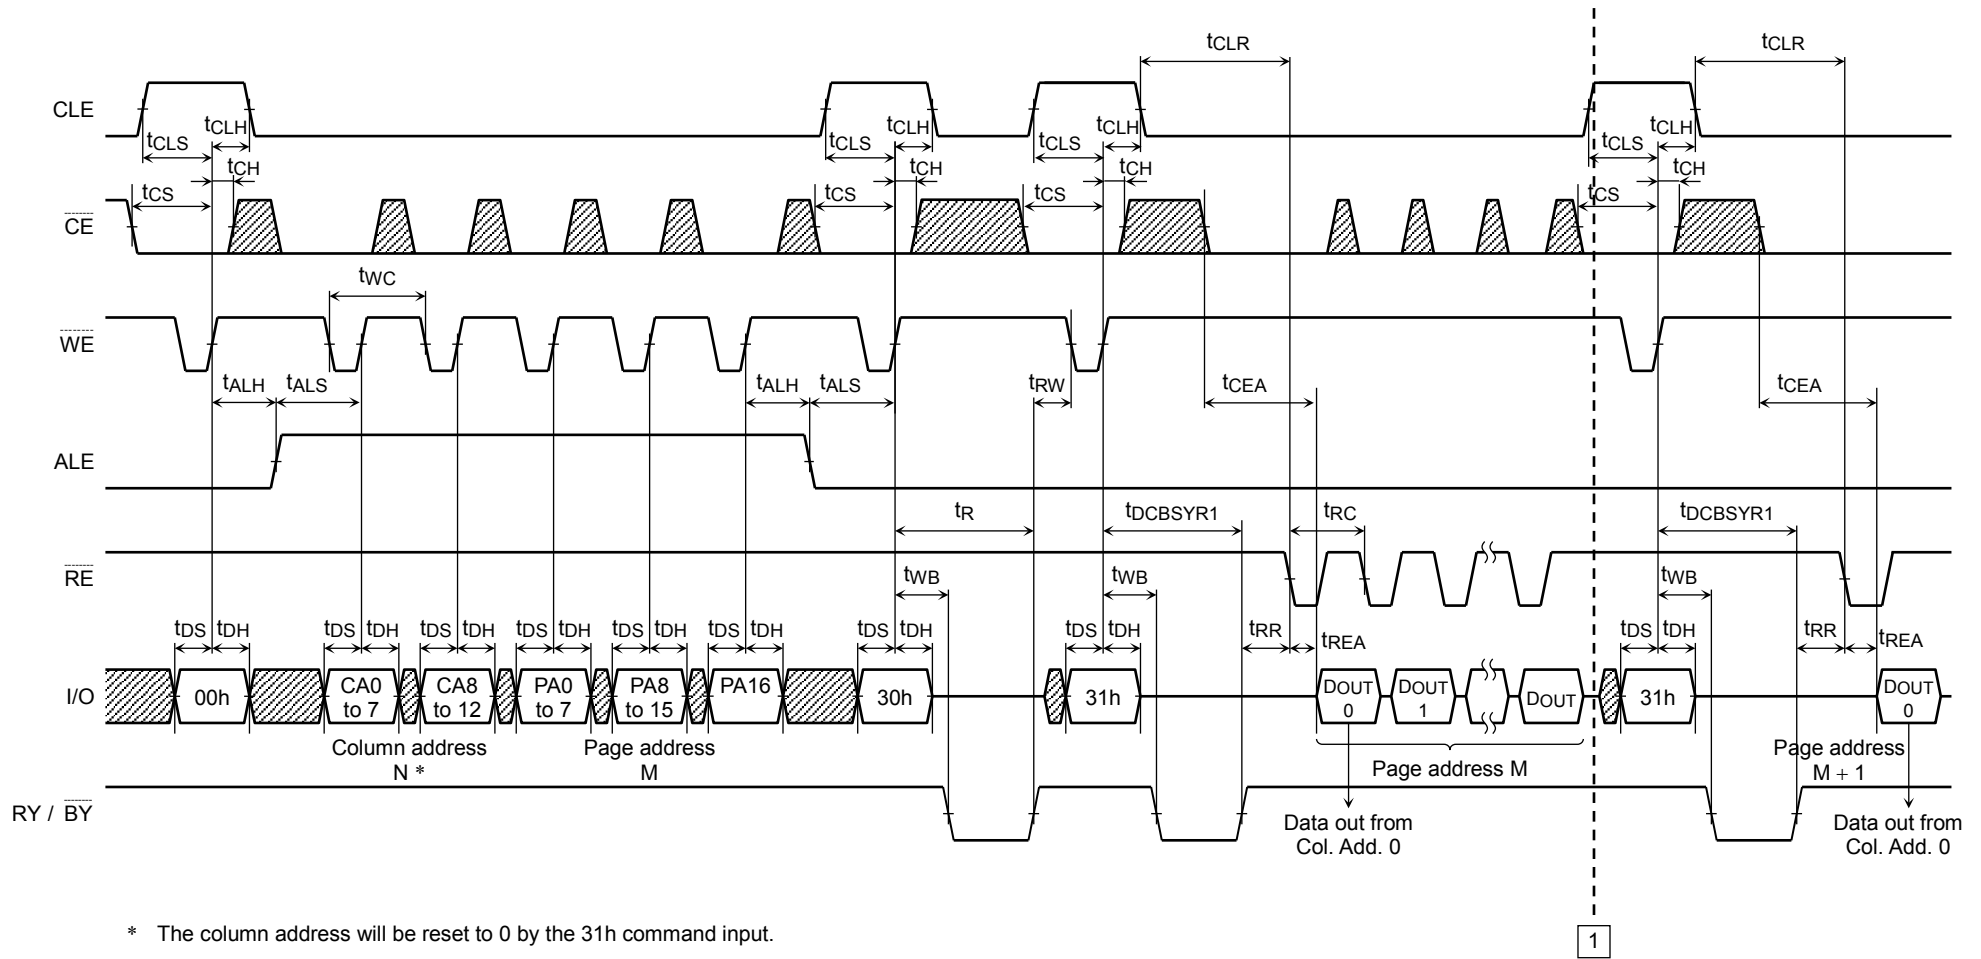 tCLR tCLR
CLE
tCLS tCLH tCLS tCLH tCLS tCLH tCLS tCLH
tCS tCH tCS tCH tCS tCH tCS tCH
CE
tWC
WE
tALH tALS tALH tALS tRW tCEA tCEA
ALE
tR tDCBSYR1 tRC tDCBSYR1
RE
tWB tWB tWB
tDS tDH tDS tDH tDS tDH tDS tDH tDS tDH tDS tDH tDS tDH tDS tDH tRR tREA tDS tDH tRR tREA
I/O
00h
CA0 to 7
CA8 to 12
PA0 to 7
PA8 to 15
PA16
30h
31h
DOUT 0
DOUT 1
DOUT
31h
DOUT 0
Column address
N *
Page address
M
Page address M
Page address
M + 1
RY / BY
Data out from
Col. Add. 0
Data out from
Col. Add. 0
* The column address will be reset to 0 by the 31h command input.
1